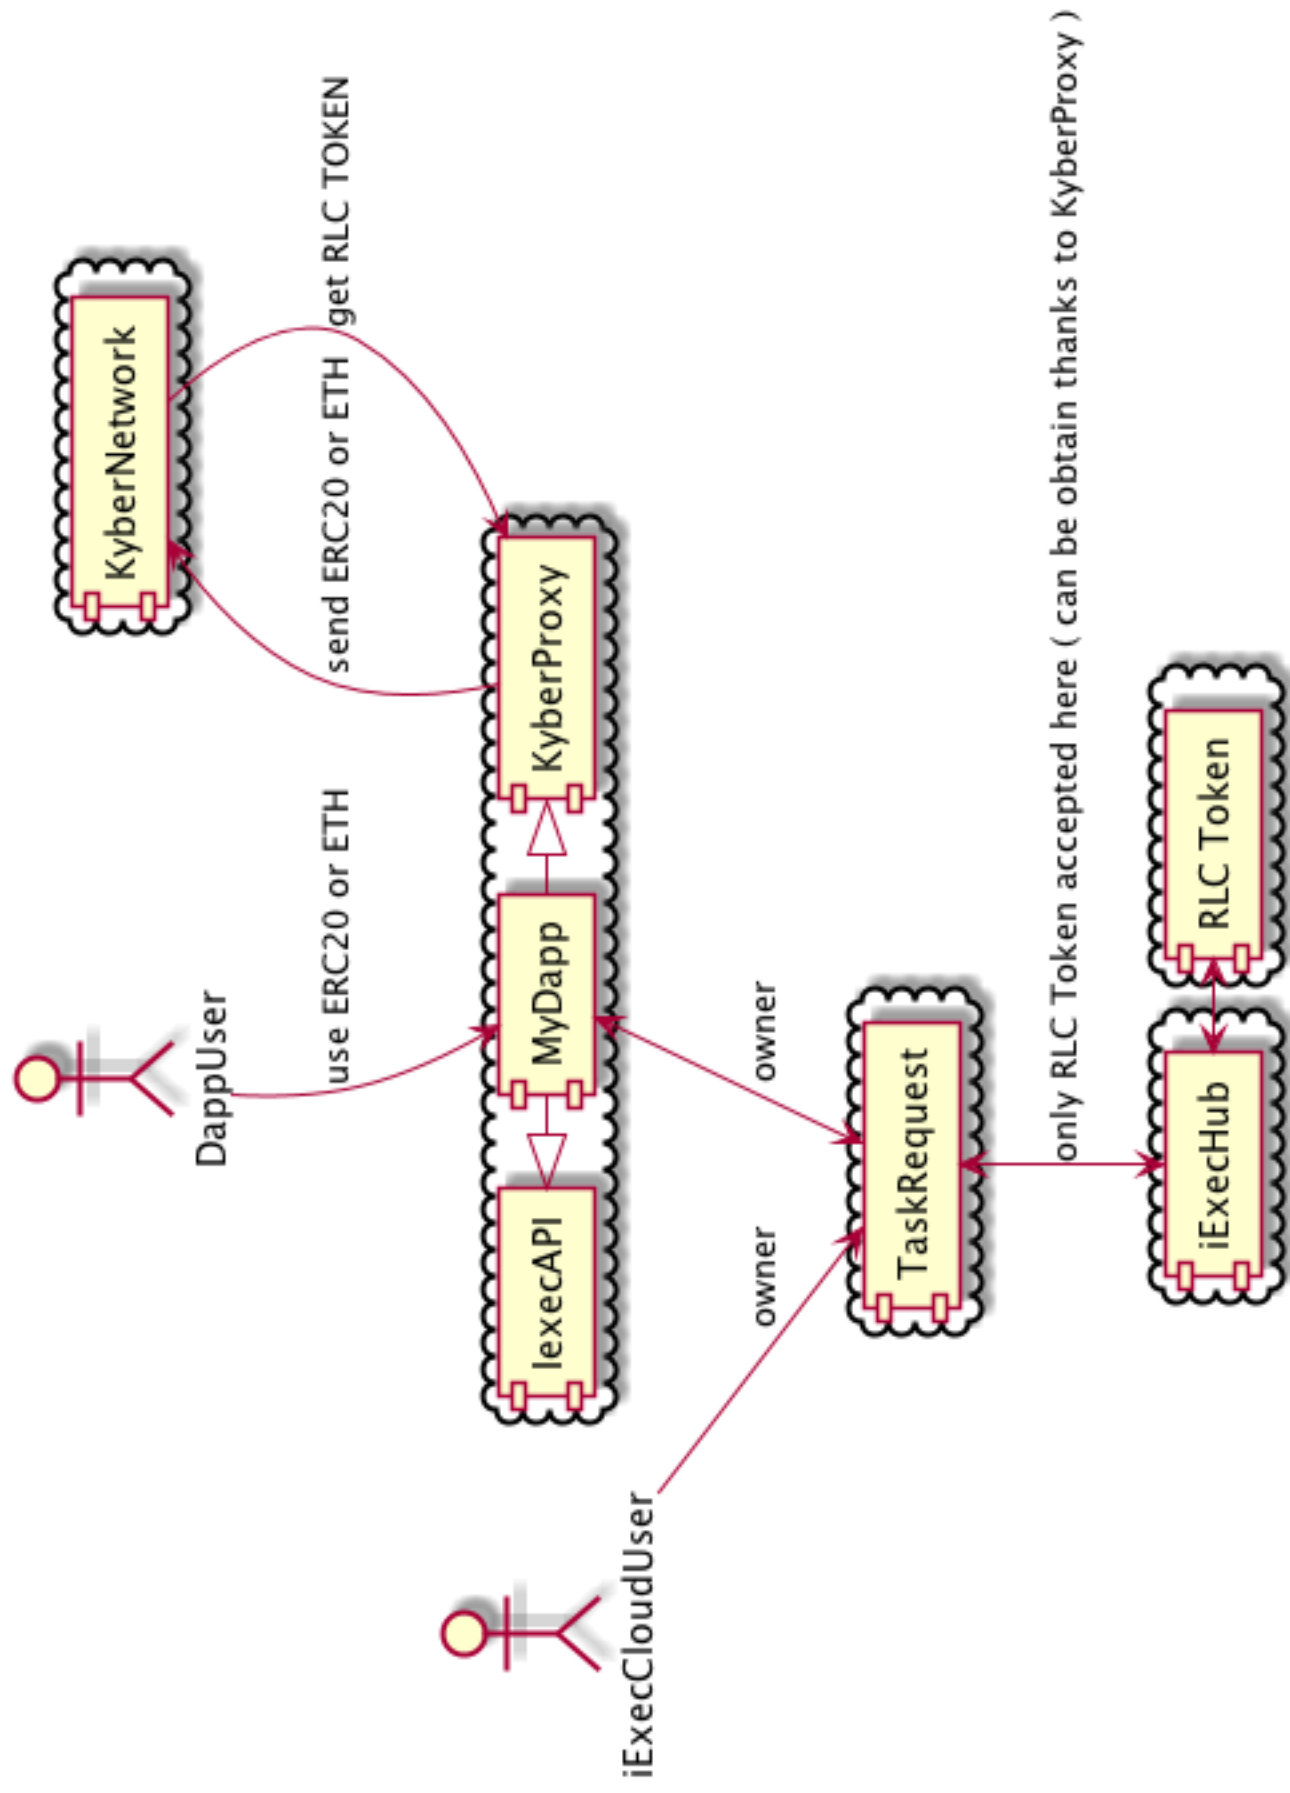 KyberNetwork
DappUser
use ERC20 or ETH
send ERC20 or ETH
get RLC TOKEN
IexecAPI
MyDapp
KyberProxy
iExecCloudUser
owner
owner
TaskRequest
only RLC Token accepted here ( can be obtain thanks to KyberProxy )
iExecHub
RLC Token